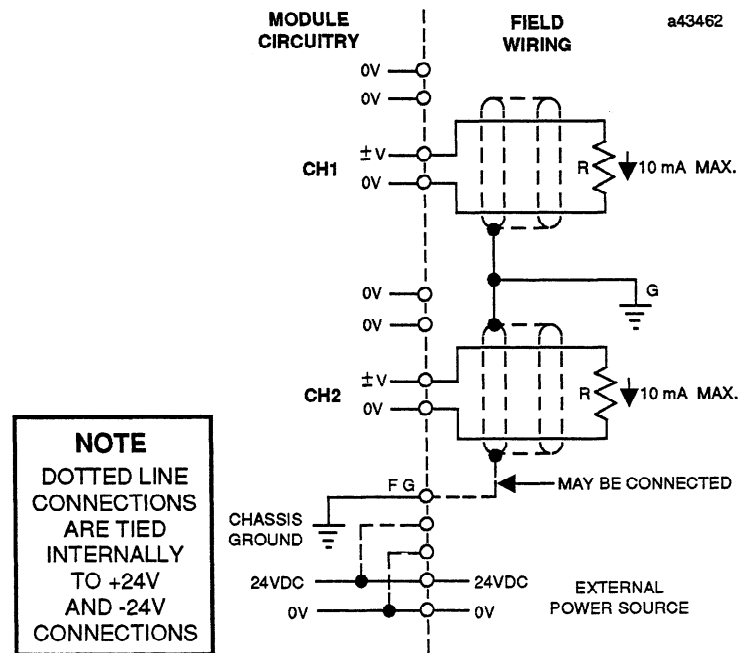 MODULE CIRCUITRY
FIELD WIRING
a43462
0V
0V
±V
CH1
0V
R
10 mA MAX.
G
0V
0V
±V
CH2
0V
R
10 mA MAX.
NOTE
DOTTED LINE
CONNECTIONS
ARE TIED
INTERNALLY
TO +24V
AND -24V
CONNECTIONS
F G
MAY BE CONNECTED
CHASSIS
GROUND
24VDC
24VDC
0V
0V
EXTERNAL
POWER SOURCE